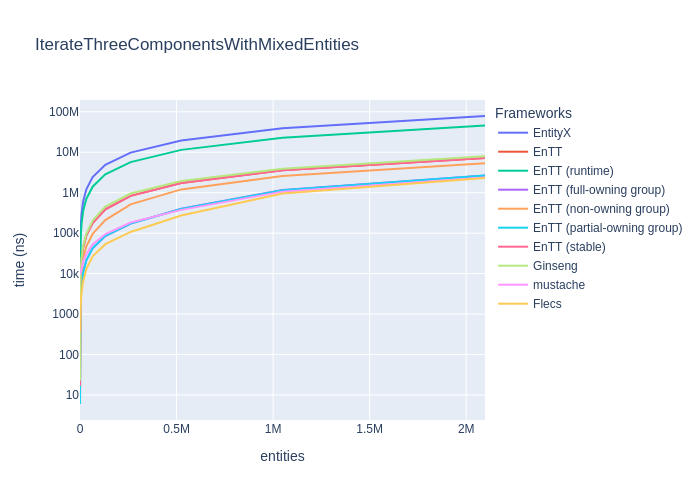 IterateThreeComponentsWithMixedEntities
100M
10M
1M
100k
10k
1000
100
10
time (ns)
0
0.5M
1M
1.5M
2M
entities
Frameworks
EntityX
EnTT
EnTT (runtime)
EnTT (full-owning group)
EnTT (non-owning group)
EnTT (partial-owning group)
EnTT (stable)
Ginseng
mustache
Flecs